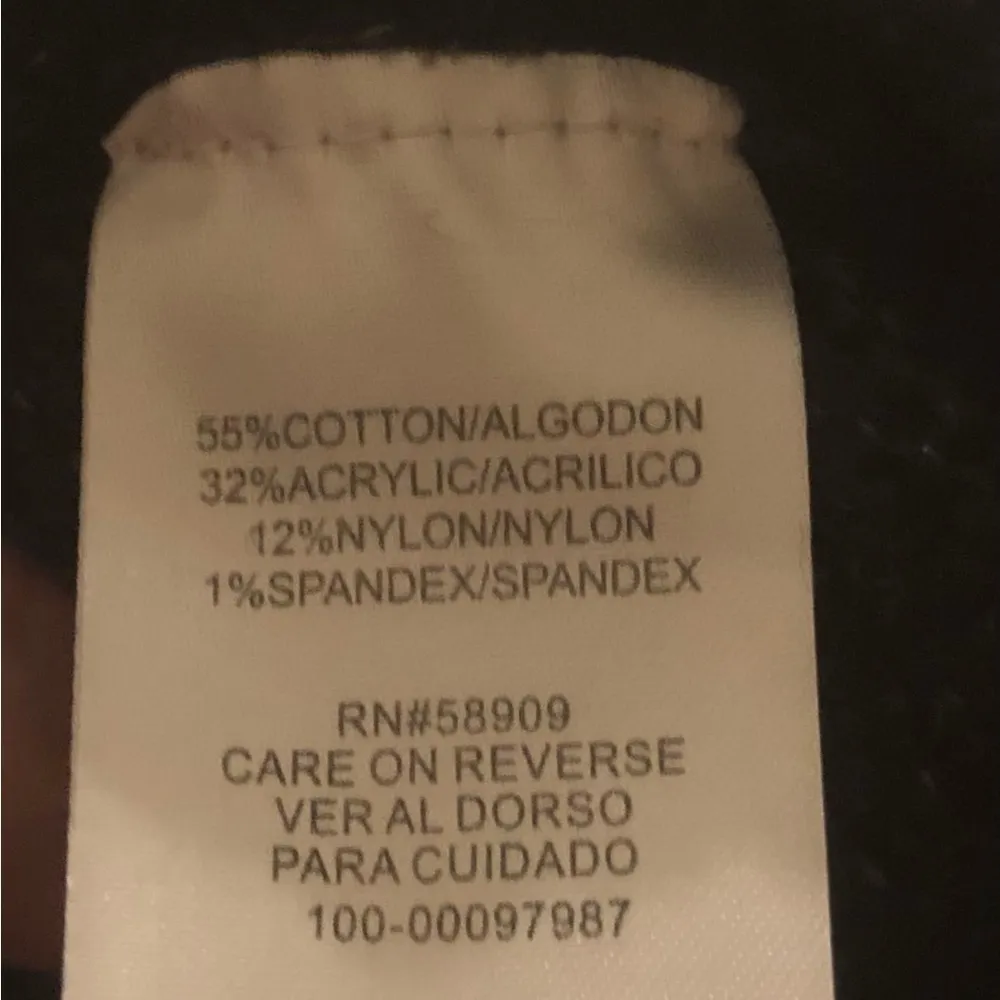 55%COTTON/ALGODON
32%ACRYLIC/ACRILICO
12%NYLON/NYLON
1%SPANDEX/SPANDEX
RN#58909
CARE ON REVERSE
VER AL DORSO
PARA CUIDADO
100-00097987